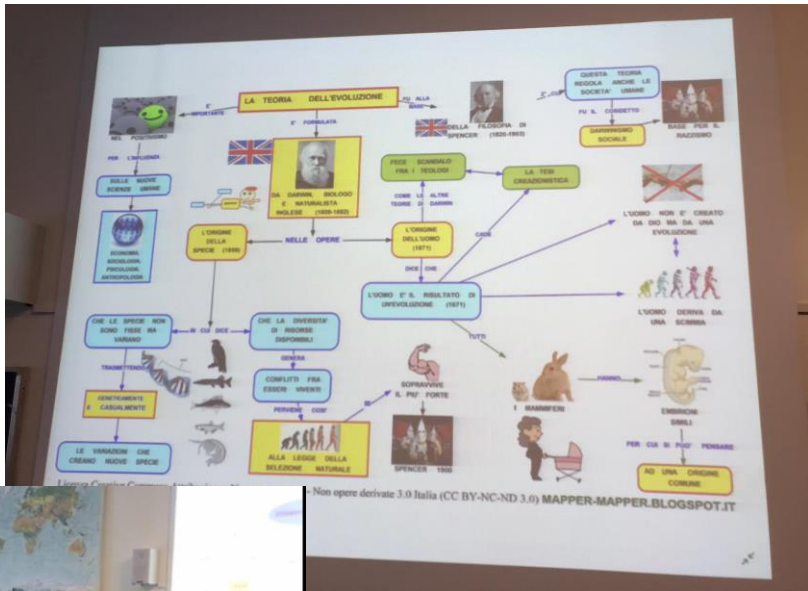 LA TEORIA DELL'EVOLUZIONE
FU ALLA
BASE
DELLA FILOSOFIA DI
SPENCER (1820-1903)
QUESTA TEORIA
REGOLA ANCHE LE
SOCIETA' UMANE
FU IL COSIDETTO
DARWINISMO
SOCIALE
BASE PER IL
RAZZISMO
E'
IMPORTANTE
NEL POSITIVISMO
PER L'INFLUENZA
SULLE NUOVE
SCIENZE UMANE
ECONOMIA,
SOCIOLOGIA,
PSICOLOGIA,
ANTROPOLOGIA
E' FORMULATA
DA DARWIN, BIOLOGO
E NATURALISTA
INGLESE (1809-1882)
NELLE OPERE
L'ORIGINE
DELLA
SPECIE (1859)
L'ORIGINE
DELL'UOMO
(1871)
COME LE ALTRE
TEORIE DI DARWIN
FECE SCANDALO
FRA I TEOLOGI
LA TESI
CREAZIONISTICA
CADE
DICE CHE
L'UOMO E' IL RISULTATO DI
UN'EVOLUZIONE (1871)
L'UOMO NON E' CREATO
DA DIO MA DA UNA
EVOLUZIONE
L'UOMO DERIVA DA
UNA SCIMMIA
TUTTI
I MAMMIFERI
HANNO
EMBRIONI
SIMILI
PER CUI SI PUO' PENSARE
AD UNA ORIGINE
COMUNE
IN CUI DICE
CHE LE SPECIE NON
SONO FISSE MA
VARIANO
TRASMETTENDO
GENETICAMENTE
E CASUALMENTE
LE VARIAZIONI CHE
CREANO NUOVE SPECIE
CHE LA DIVERSITA'
DI RISORSE
DISPONIBILI
GENERA
CONFLITTI FRA
ESSERI VIVENTI
PERVIENE COSI'
ALLA LEGGE DELLA
SELEZIONE NATURALE
SOPRAVVIVE
IL PIU' FORTE
SPENCER 1900
- Non opere derivate 3.0 Italia (CC BY-NC-ND 3.0) MAPPER-MAPPER.BLOGSPOT.IT